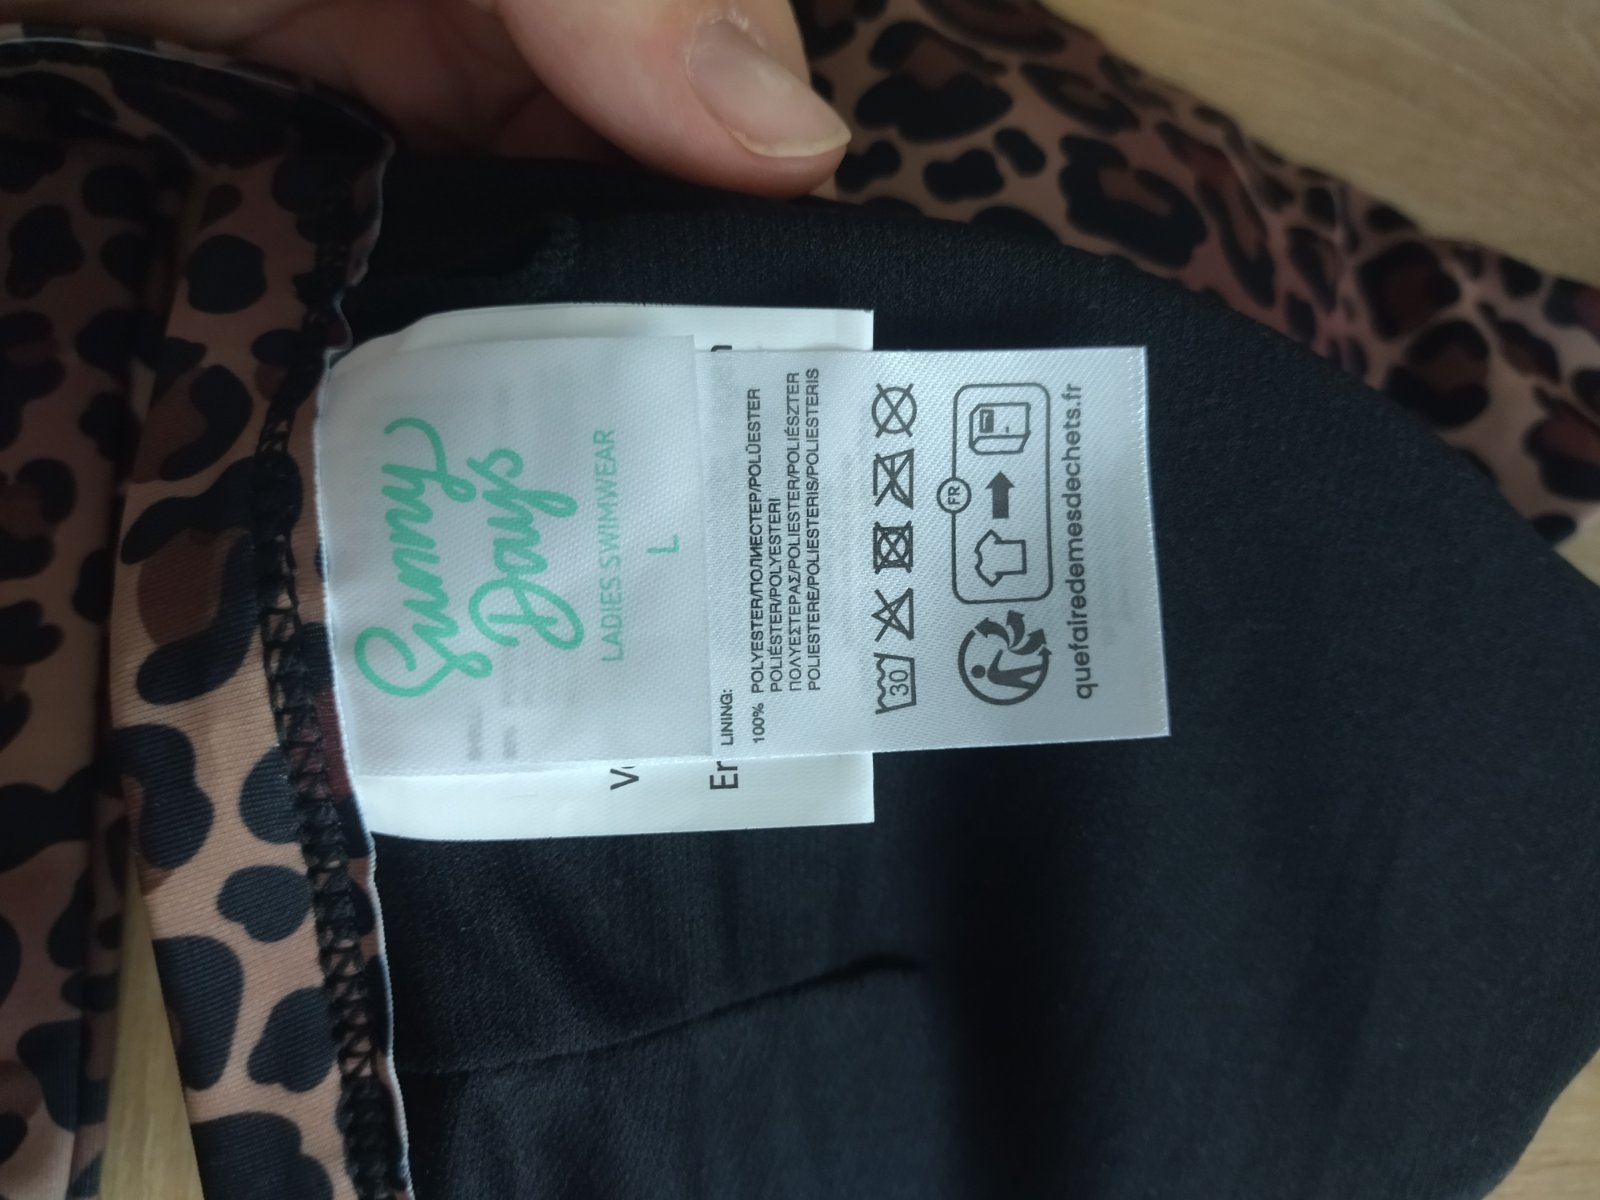 Sunny
Days
LADIES SWIMWEAR
L
LINING:
100% POLYESTER/ПОЛИЕСТЕР/POLÜESTER
POLIÉSTER/POLYESTERI
ΠΟΛΥΕΣΤΕΡΑΣ/POLIESTER/POLIÉSZTER
POLIESTERE/POLIESTERIS/POLIESTERIS
30
FR
quefairedemesdechets.fr